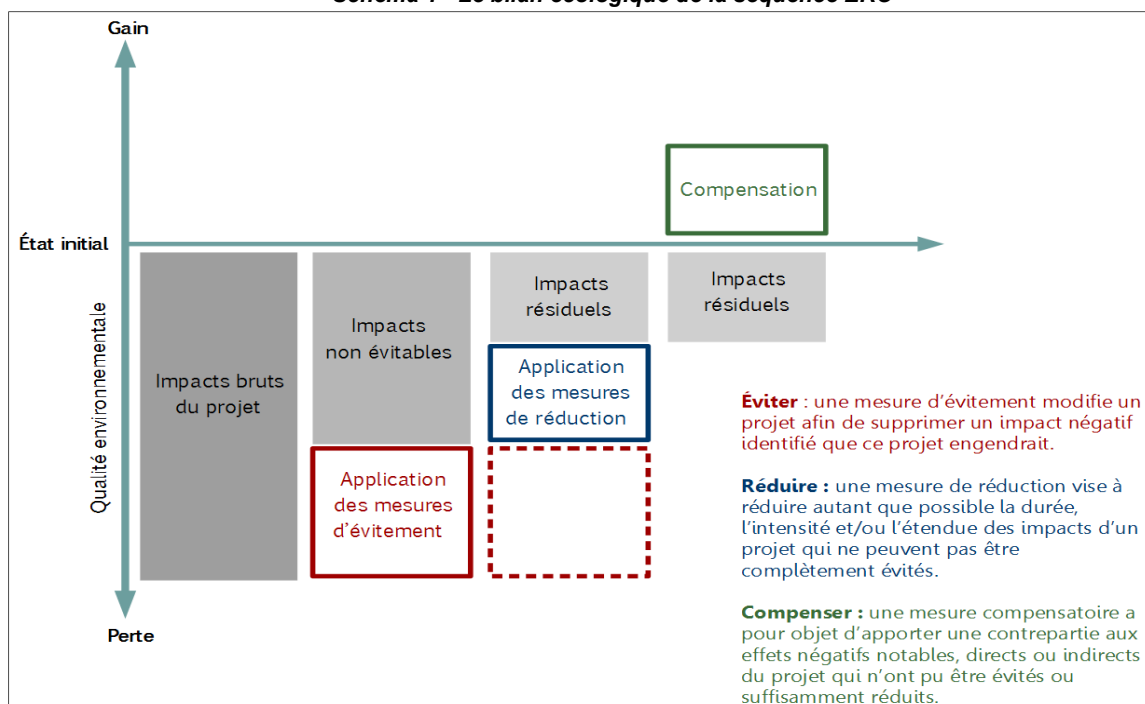 Gain
Compensation
État initial
Qualité environnementale
Impacts bruts
du projet
Impacts
non évitables
Impacts
résiduels
Impacts
résiduels
Application
des mesures
d'évitement
Application
des mesures
de réduction
Perte
Éviter : une mesure d'évitement modifie un
projet afin de supprimer un impact négatif
identifié que ce projet engendrait.
Réduire : une mesure de réduction vise à
réduire autant que possible la durée,
l'intensité et/ou l'étendue des impacts d'un
projet qui ne peuvent pas être
complètement évités.
Compenser : une mesure compensatoire a
pour objet d'apporter une contrepartie aux
effets négatifs notables, directs ou indirects
du projet qui n'ont pu être évités ou
suffisamment réduits.